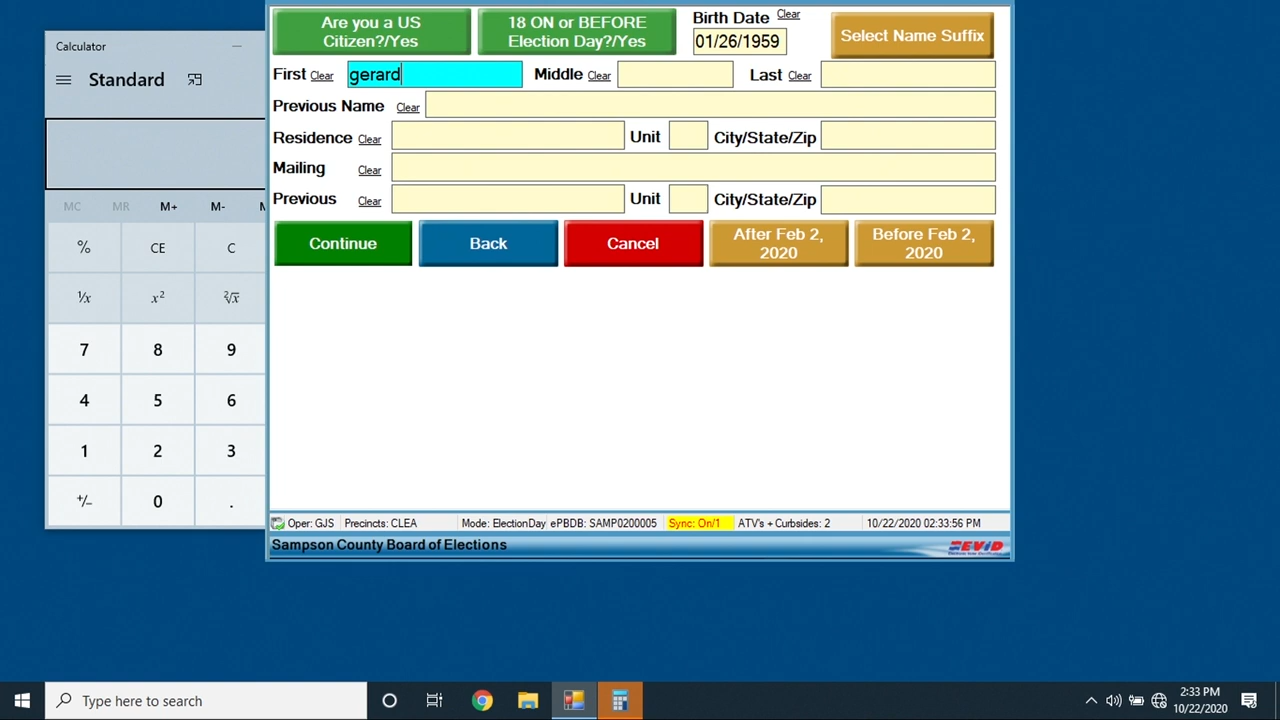 Calculator
Standard
MC MR M+ M-
% CE C
¹/x x² ²√x
7 8 9
4 5 6
1 2 3
+/- 0 .
Are you a US
Citizen?/Yes
18 ON or BEFORE
Election Day?/Yes
Birth Date Clear
01/26/1959
Select Name Suffix
First Clear gerard Middle Clear Last Clear
Previous Name Clear
Residence Clear Unit City/State/Zip
Mailing Clear
Previous Clear Unit City/State/Zip
Continue
Back
Cancel
After Feb 2,
2020
Before Feb 2,
2020
Oper: GJS Precincts: CLEA Mode: ElectionDay ePBDB: SAMP0200005 Sync: On/1 ATV's + Curbsides: 2 10/22/2020 02:33:56 PM
Sampson County Board of Elections EViD
Type here to search
2:33 PM
10/22/2020